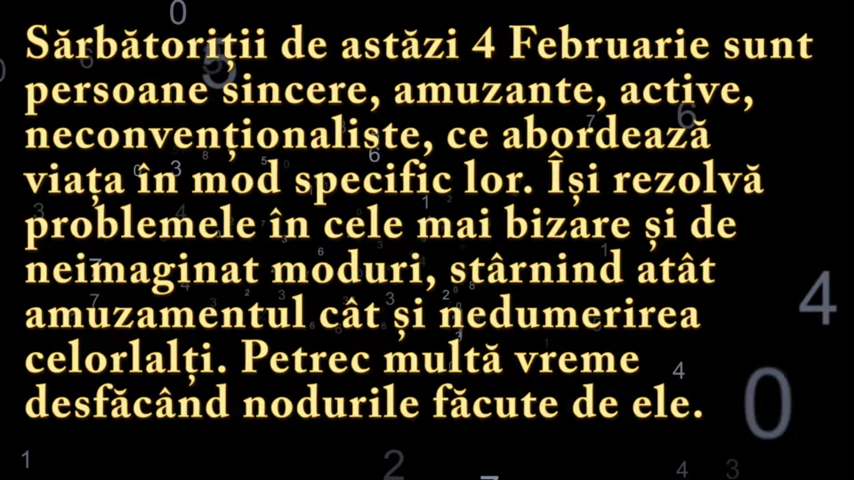 Sărbătoriții de astăzi 4 Februarie sunt
persoane sincere, amuzante, active,
neconvenționaliste, ce abordează
viața în mod specific lor. Își rezolvă
problemele în cele mai bizare și de
neimaginat moduri, stârnind atât
amuzamentul cât și nedumerirea
celorlalți. Petrec multă vreme
desfăcând nodurile făcute de ele.